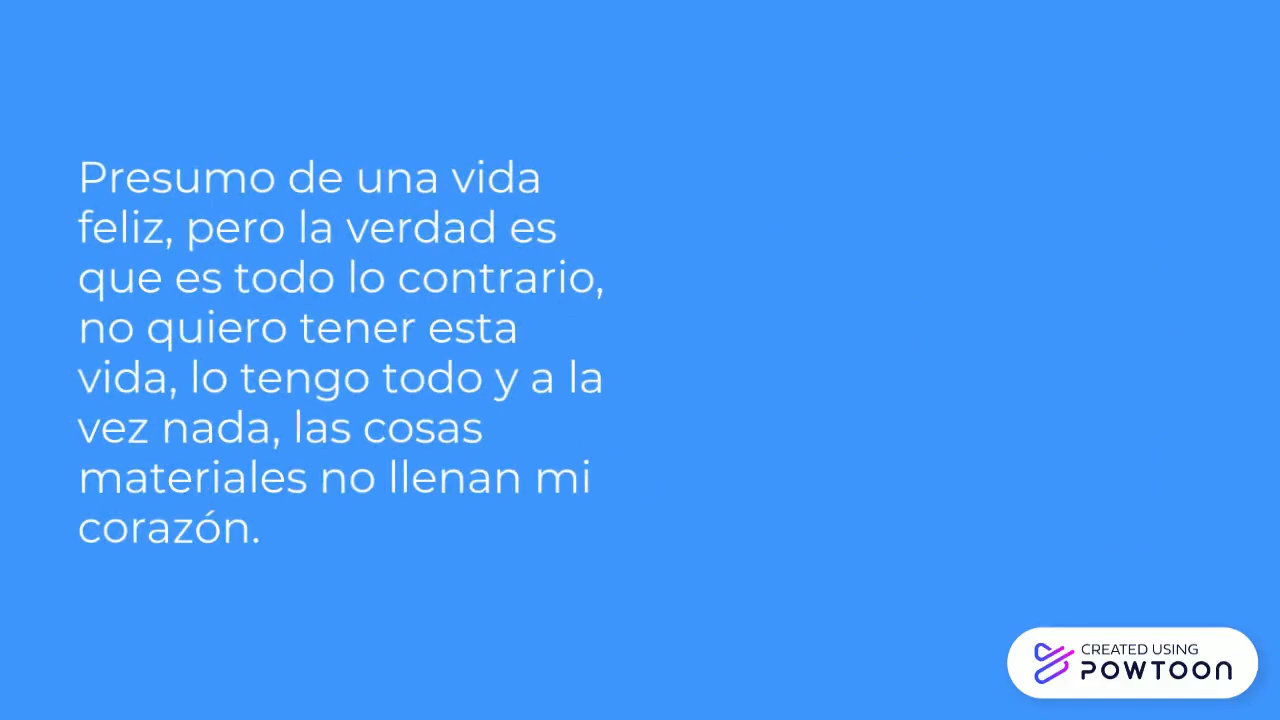 Presumo de una vida
feliz, pero la verdad es
que es todo lo contrario,
no quiero tener esta
vida, lo tengo todo y a la
vez nada, las cosas
materiales no llenan mi
corazón.
CREATED USING
POWTOON